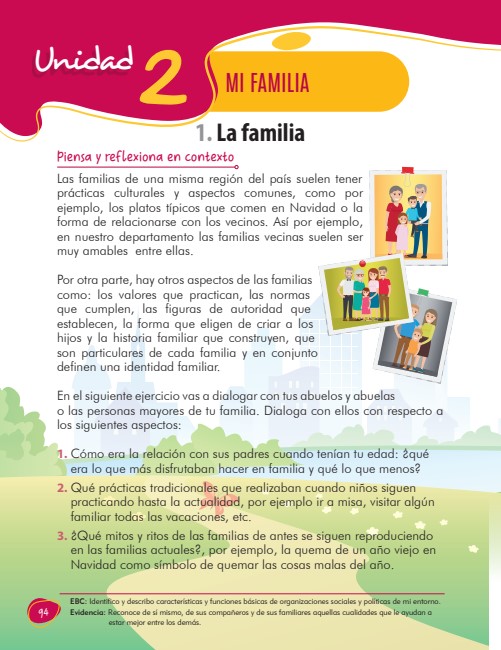 Unidad 2
MI FAMILIA
1. La familia
Piensa y reflexiona en contexto
Las familias de una misma región del país suelen tener
prácticas culturales y aspectos comunes, como por
ejemplo, los platos típicos que comen en Navidad o la
forma de relacionarse con los vecinos. Así por ejemplo,
en nuestro departamento las familias vecinas suelen ser
muy amables entre ellas.
Por otra parte, hay otros aspectos de las familias
como: los valores que practican, las normas
que cumplen, las figuras de autoridad que
establecen, la forma que eligen de criar a los
hijos y la historia familiar que construyen, que
son particulares de cada familia y en conjunto
definen una identidad familiar.
En el siguiente ejercicio vas a dialogar con tus abuelos y abuelas
o las personas mayores de tu familia. Dialoga con ellos con respecto a
los siguientes aspectos:
1. Cómo era la relación con sus padres cuando tenían tu edad: ¿qué
era lo que más disfrutaban hacer en familia y qué lo que menos?
2. Qué prácticas tradicionales que realizaban cuando niños siguen
practicando hasta la actualidad, por ejemplo ir a misa, visitar algún
familiar todas las vacaciones, etc.
3. ¿Qué mitos y ritos de las familias de antes se siguen reproduciendo
en las familias actuales?, por ejemplo, la quema de un año viejo en
Navidad como símbolo de quemar las cosas malas del año.
94
EBC: Identifico y describo características y funciones básicas de organizaciones sociales y políticas de mi entorno.
Evidencia: Reconoce de sí mismo, de sus compañeros y de sus familiares aquellas cualidades que le ayudan a
estar mejor entre los demás.